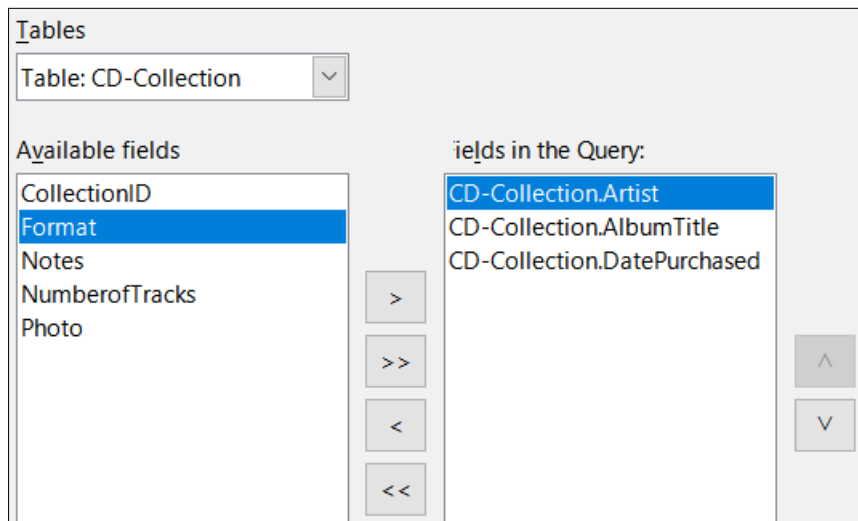 Tables
Table: CD-Collection
Available fields
CollectionID
Format
Notes
NumberofTracks
Photo
>
>>
<
<<
ields in the Query:
CD-Collection.Artist
CD-Collection.AlbumTitle
CD-Collection.DatePurchased